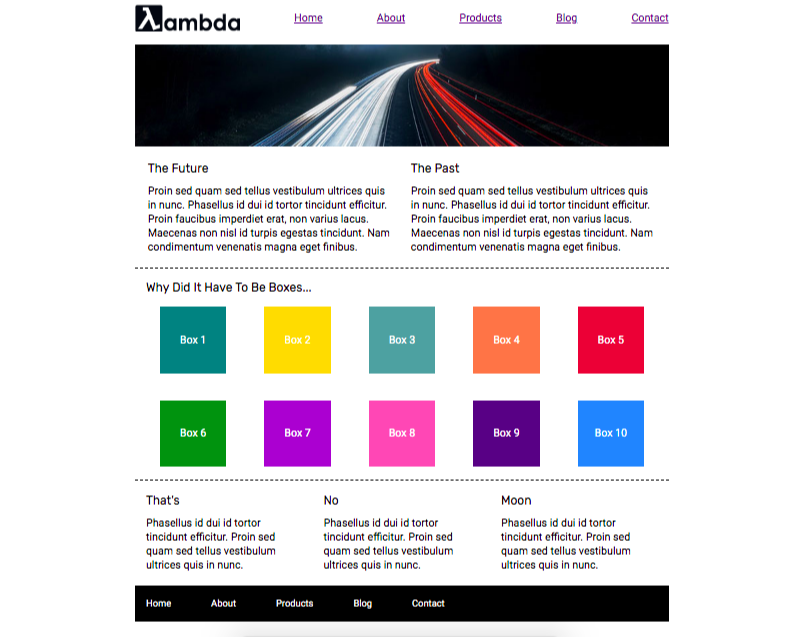 λambda
Home About Products Blog Contact
The Future
Proin sed quam sed tellus vestibulum ultrices quis
in nunc. Phasellus id dui id tortor tincidunt efficitur.
Proin faucibus imperdiet erat, non varius lacus.
Maecenas non nisl id turpis egestas tincidunt. Nam
condimentum venenatis magna eget finibus.
The Past
Proin sed quam sed tellus vestibulum ultrices quis
in nunc. Phasellus id dui id tortor tincidunt efficitur.
Proin faucibus imperdiet erat, non varius lacus.
Maecenas non nisl id turpis egestas tincidunt. Nam
condimentum venenatis magna eget finibus.
Why Did It Have To Be Boxes...
Box 1 Box 2 Box 3 Box 4 Box 5
Box 6 Box 7 Box 8 Box 9 Box 10
That's
Phasellus id dui id tortor
tincidunt efficitur. Proin sed
quam sed tellus vestibulum
ultrices quis in nunc.
No
Phasellus id dui id tortor
tincidunt efficitur. Proin sed
quam sed tellus vestibulum
ultrices quis in nunc.
Moon
Phasellus id dui id tortor
tincidunt efficitur. Proin sed
quam sed tellus vestibulum
ultrices quis in nunc.
Home About Products Blog Contact